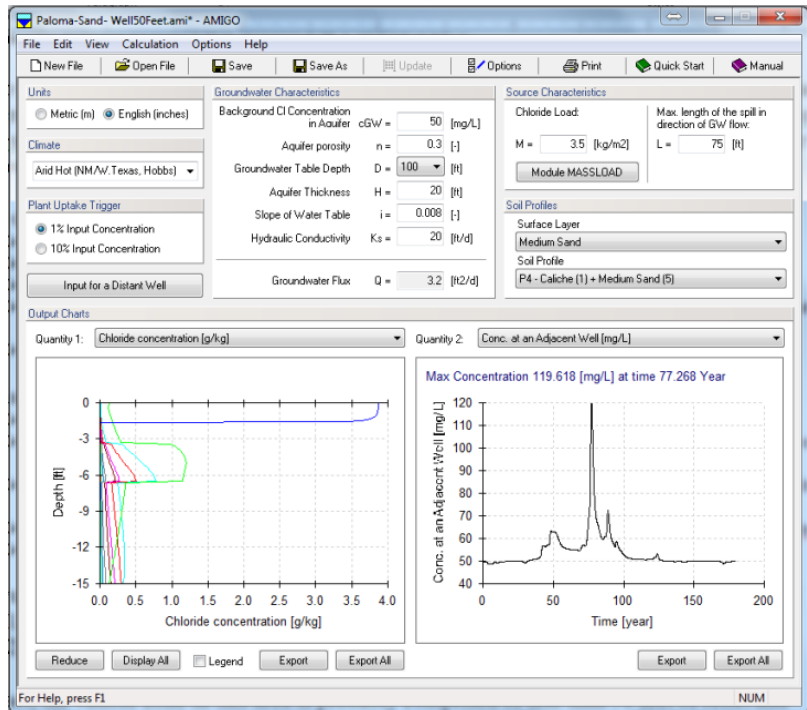 Paloma-Sand- Well50Feet.ami* - AMIGO
File Edit View Calculation Options Help
New File Open File Save Save As Update Options Print Quick Start Manual
Units
Metric (m) English (inches)
Climate
Arid Hot (NM/W.Texas, Hobbs)
Plant Uptake Trigger
1% Input Concentration
10% Input Concentration
Input for a Distant Well
Groundwater Characteristics
Background Cl Concentration
in Aquifer cGW = 50 [mg/L]
Aquifer porosity n = 0.3 [-]
Groundwater Table Depth D = 100 [ft]
Aquifer Thickness H = 20 [ft]
Slope of Water Table i = 0.008 [-]
Hydraulic Conductivity Ks = 20 [ft/d]
Groundwater Flux Q = 3.2 [ft2/d]
Source Characteristics
Chloride Load:
M = 3.5 [kg/m2]
Module MASSLOAD
Max. length of the spill in
direction of GW flow:
L = 75 [ft]
Soil Profiles
Surface Layer
Medium Sand
Soil Profile
P4 - Caliche (1) + Medium Sand (5)
Output Charts
Quantity 1: Chloride concentration [g/kg]
Quantity 2: Conc. at an Adjacent Well [mg/L]
0
-3
-6
-9
-12
-15
Depth [ft]
0.0 0.5 1.0 1.5 2.0 2.5 3.0 3.5 4.0
Chloride concentration [g/kg]
Max Concentration 119.618 [mg/L] at time 77.268 Year
120
110
100
90
80
70
60
50
40
Conc. at an Adjacent Well [mg/L]
0 50 100 150 200
Time [year]
Reduce Display All Legend Export Export All
Export Export All
For Help, press F1 NUM